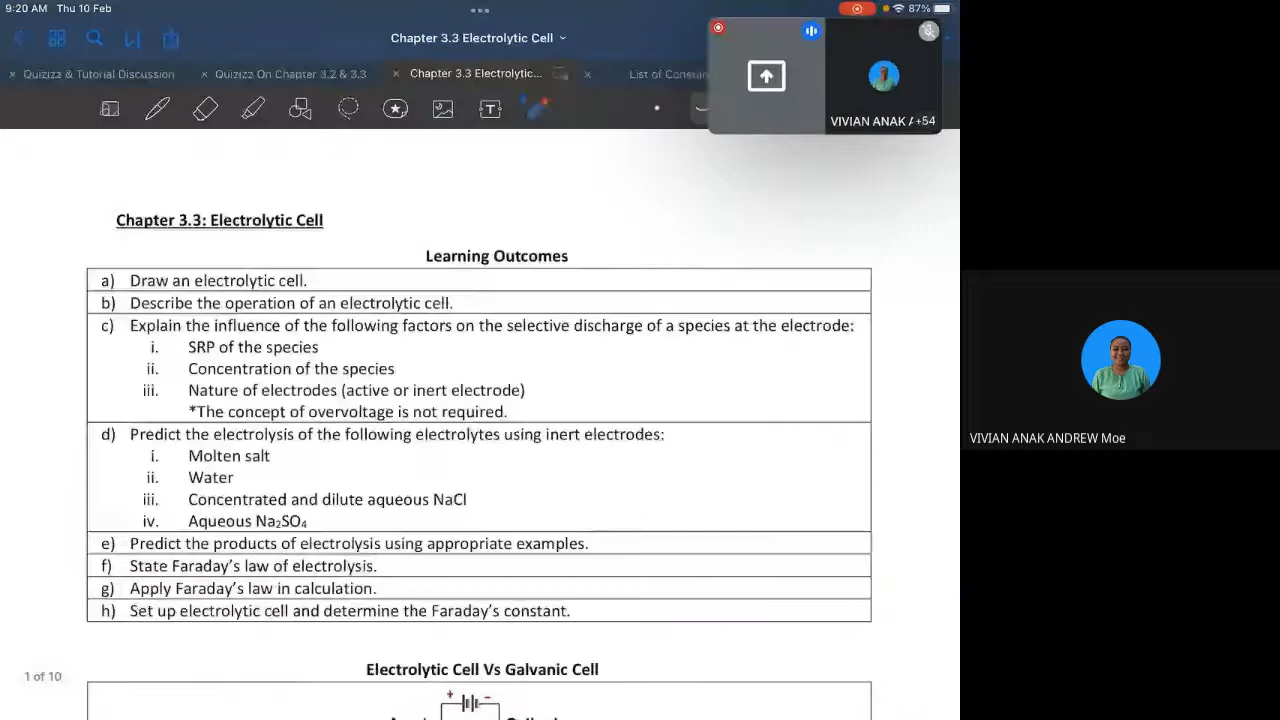 9:20 AM Thu 10 Feb
87%
Chapter 3.3 Electrolytic Cell
Quizizz & Tutorial Discussion
Quizizz On Chapter 3.2 & 3.3
Chapter 3.3 Electrolytic...
List of Constan
VIVIAN ANAK A +54
Chapter 3.3: Electrolytic Cell
Learning Outcomes
a) Draw an electrolytic cell.
b) Describe the operation of an electrolytic cell.
c) Explain the influence of the following factors on the selective discharge of a species at the electrode:
i. SRP of the species
ii. Concentration of the species
iii. Nature of electrodes (active or inert electrode)
*The concept of overvoltage is not required.
d) Predict the electrolysis of the following electrolytes using inert electrodes:
i. Molten salt
ii. Water
iii. Concentrated and dilute aqueous NaCl
iv. Aqueous Na₂SO₄
e) Predict the products of electrolysis using appropriate examples.
f) State Faraday's law of electrolysis.
g) Apply Faraday's law in calculation.
h) Set up electrolytic cell and determine the Faraday's constant.
Electrolytic Cell Vs Galvanic Cell
1 of 10
+ -
VIVIAN ANAK ANDREW Moe